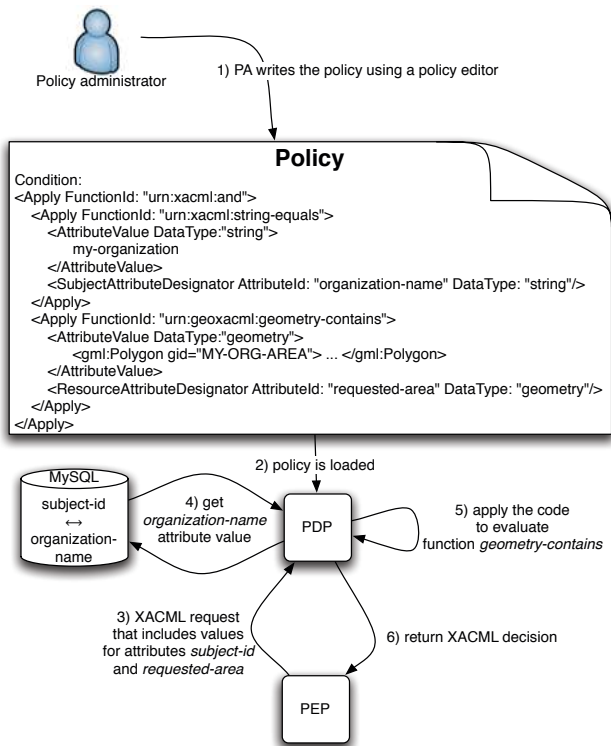 Policy administrator
1) PA writes the policy using a policy editor
Policy
Condition:
<Apply FunctionId: "urn:xacml:and">
<Apply FunctionId: "urn:xacml:string-equals">
<AttributeValue DataType:"string">
my-organization
</AttributeValue>
<SubjectAttributeDesignator AttributeId: "organization-name" DataType: "string"/>
</Apply>
<Apply FunctionId: "urn:geoxacml:geometry-contains">
<AttributeValue DataType:"geometry">
<gml:Polygon gid="MY-ORG-AREA"> ... </gml:Polygon>
</AttributeValue>
<ResourceAttributeDesignator AttributeId: "requested-area" DataType: "geometry"/>
</Apply>
</Apply>
2) policy is loaded
MySQL
subject-id
↔
organization-
name
4) get
organization-name
attribute value
PDP
5) apply the code
to evaluate
function geometry-contains
3) XACML request
that includes values
for attributes subject-id
and requested-area
6) return XACML decision
PEP